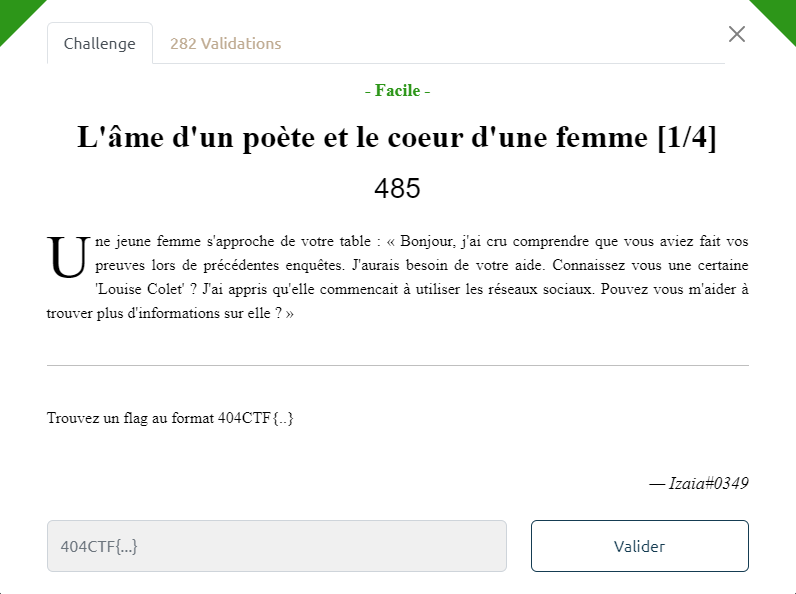 Challenge
282 Validations
- Facile -
L'âme d'un poète et le coeur d'une femme [1/4]
485
Une jeune femme s'approche de votre table : « Bonjour, j'ai cru comprendre que vous aviez fait vos
preuves lors de précédentes enquêtes. J'aurais besoin de votre aide. Connaissez vous une certaine
'Louise Colet' ? J'ai appris qu'elle commencait à utiliser les réseaux sociaux. Pouvez vous m'aider à
trouver plus d'informations sur elle ? »
Trouvez un flag au format 404CTF{..}
— Izaia#0349
404CTF{...}
Valider